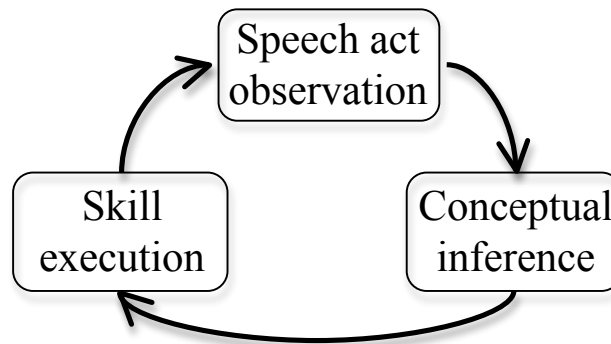 Speech act
observation
Skill
execution
Conceptual
inference